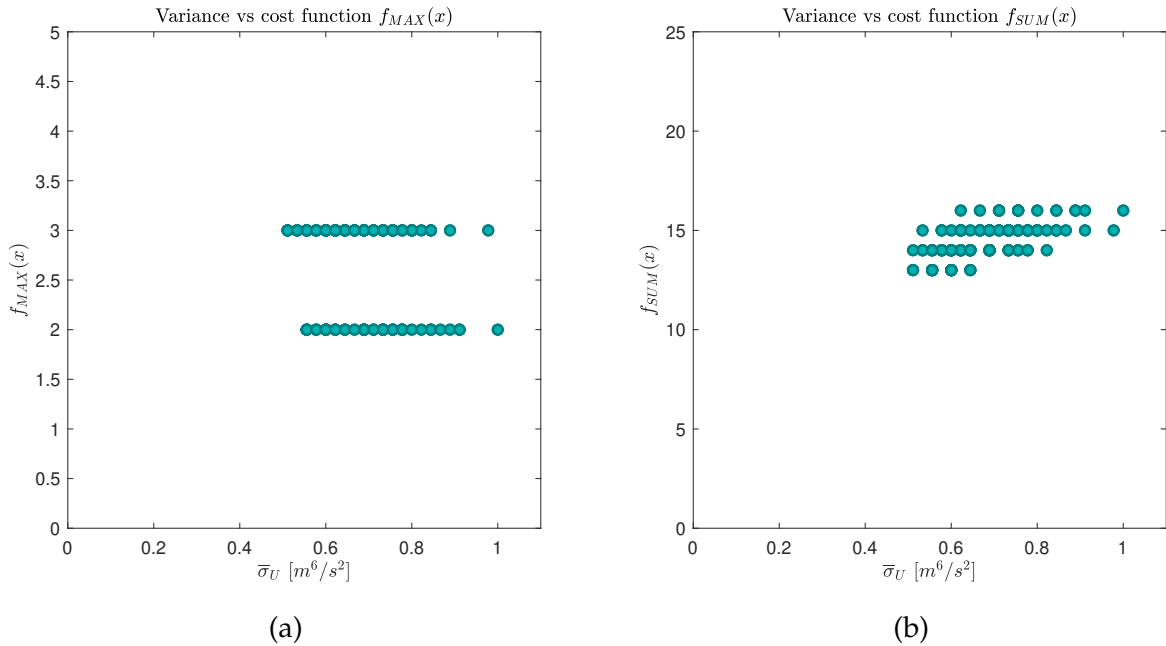 Variance vs cost function f_{MAX}(x)
5
4.5
4
3.5
3
2.5
2
1.5
1
0.5
0
f_{MAX}(x)
0 0.2 0.4 0.6 0.8 1
σ̅_U [m^6/s^2]
(a)
Variance vs cost function f_{SUM}(x)
25
20
15
10
5
0
f_{SUM}(x)
0 0.2 0.4 0.6 0.8 1
σ̅_U [m^6/s^2]
(b)